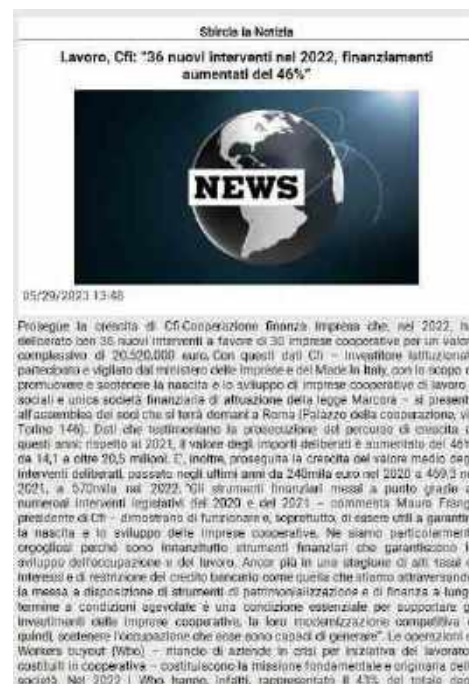 Sbircia la Notizia
Lavoro, Cfi: "36 nuovi interventi nel 2022, finanziamenti
aumentati del 46%"
NEWS
05/29/2023 13:48
Prosegue la crescita di Cfi-Cooperazione finanza impresa che, nel 2022, ha
deliberato ben 36 nuovi interventi a favore di 30 imprese cooperative per un valore
complessivo di 20.520.000 euro. Con questi dati Cfi – investitore istituzionale
partecipato e vigilato dal ministero delle Imprese e del Made in Italy, con lo scopo di
promuovere e sostenere la nascita e lo sviluppo di imprese cooperative di lavoro e
sociali e unica società finanziaria di attuazione della legge Marcora – si presenta
all'assemblea dei soci che si terrà domani a Roma (Palazzo della cooperazione, via
Torino 146). Dati che testimoniano la prosecuzione del percorso di crescita di
questi anni: rispetto al 2021, il valore degli importi deliberati è aumentato del 46%
da 14,1 a oltre 20,5 milioni. E', inoltre, proseguita la crescita del valore medio degli
interventi deliberati, passato negli ultimi anni da 240mila euro nel 2020 a 469,3 nel
2021, a 570mila nel 2022. "Gli strumenti finanziari messi a punto grazie a
numerosi interventi legislativi del 2020 e del 2021 – commenta Mauro Frangi,
presidente di Cfi – dimostrano di funzionare e, soprattutto, di essere utili a garantire
la nascita e lo sviluppo delle imprese cooperative. Ne siamo particolarmente
orgogliosi perché sono innanzitutto strumenti finanziari che garantiscono lo
sviluppo dell'occupazione e del lavoro. Ancor più in una stagione di alti tassi di
interessi e di restrizione del credito bancario come quella che stiamo attraversando,
la messa a disposizione di strumenti di patrimonializzazione e di finanza a lungo
termine a condizioni agevolate è una condizione essenziale per supportare gli
investimenti delle imprese cooperative, la loro modernizzazione competitiva e,
quindi, sostenere l'occupazione che esse sono capaci di generare". Le operazioni di
Workers buyout (Wbo) – rilancio di aziende in crisi per iniziativa dei lavoratori
costituiti in cooperativa – costituiscono la missione fondamentale e originaria della
società. Nel 2022 i Wbo hanno, infatti, rappresentato il 43% del totale degli